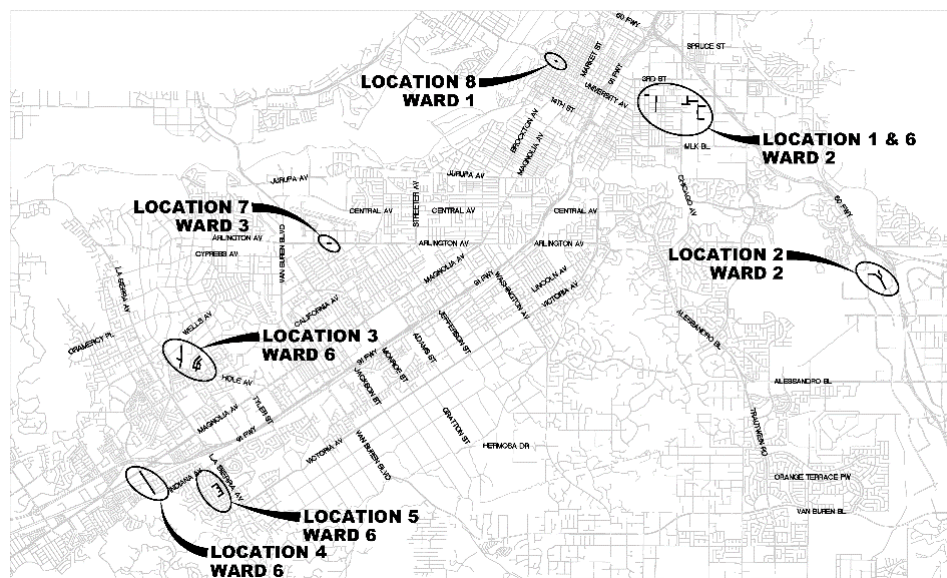 60 FWY
SPRUCE ST
MARKET ST
91 FWY
LOCATION 8
WARD 1
3RD ST
UNIVERSITY AV
14TH ST
BROCKTON AV
MAGNOLIA AV
LOCATION 1 & 6
WARD 2
MLK BL
CHICAGO AV
JURUPA AV
JURUPA AV
60 FWY
LOCATION 7
WARD 3
STREETER AV
CENTRAL AV
CENTRAL AV
CENTRAL AV
ARLINGTON AV
ARLINGTON AV
ARLINGTON AV
CYPRESS AV
VAN BUREN BLVD
LA SIERRA AV
LOCATION 2
WARD 2
MAGNOLIA AV
91 FWY
WASHINGTON AV
LINCOLN AV
VICTORIA AV
CALIFORNIA AV
WELLS AV
GRAMERCY PL
LOCATION 3
WARD 6
ALESSANDRO BL
JEFFERSON ST
ADAMS ST
MONROE ST
91 FWY
JACKSON ST
HOLE AV
ALESSANDRO BL
TYLER ST
MAGNOLIA AV
91 FWY
GRATTON ST
HERMOSA DR
TRAUTWEIN RD
VICTORIA AV
VAN BUREN BLVD
LA SIERRA AV
INDIANA AV
ORANGE TERRACE PW
VAN BUREN BL
LOCATION 5
WARD 6
LOCATION 4
WARD 6